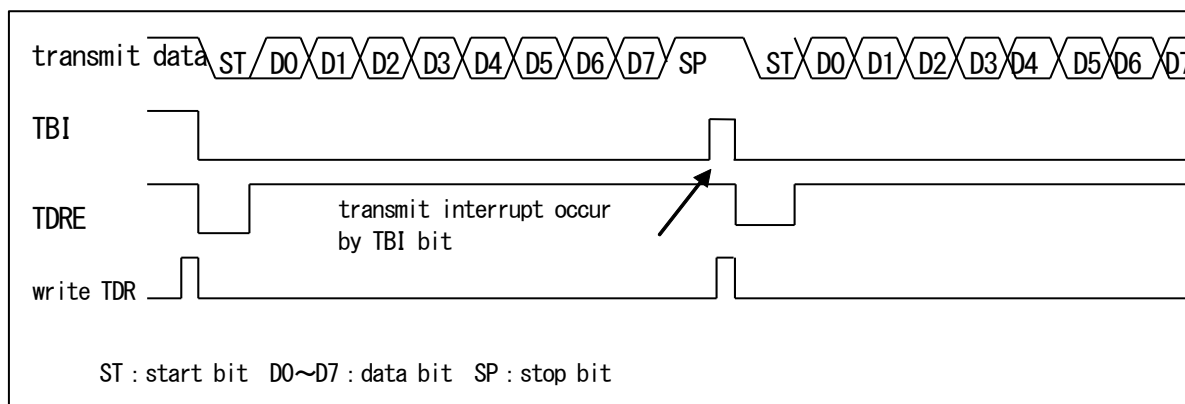 transmit data ST D0 D1 D2 D3 D4 D5 D6 D7 SP ST D0 D1 D2 D3 D4 D5 D6 D7
TBI
TDRE
transmit interrupt occur
by TBI bit
write TDR
ST：start bit D0～D7：data bit SP：stop bit